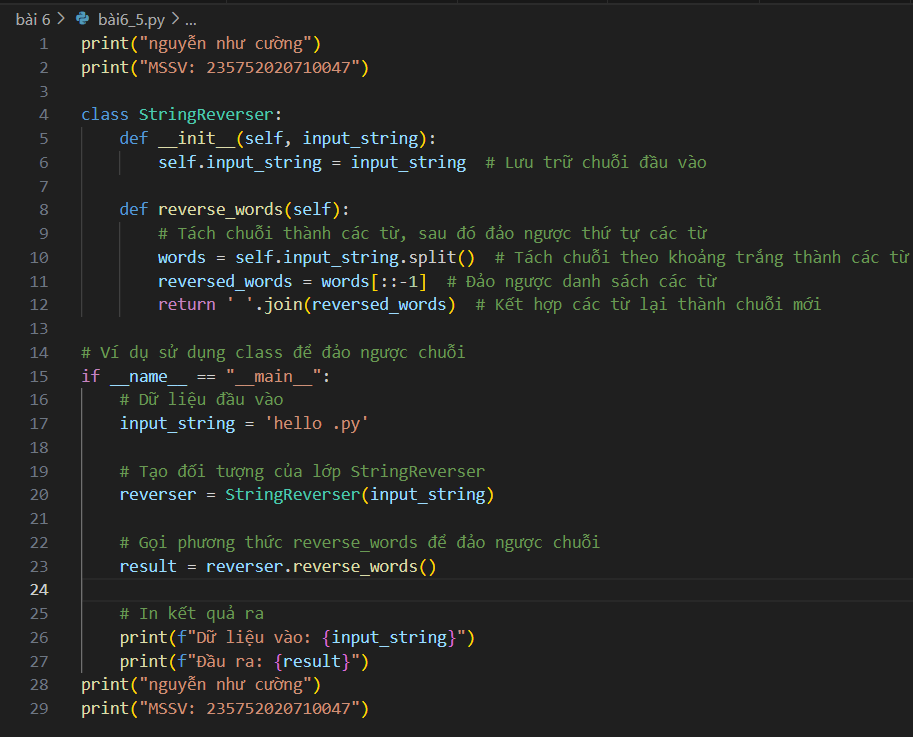 bài 6 > bài6_5.py > ...
1 print("nguyễn như cường")
2 print("MSSV: 235752020710047")
3
4 class StringReverser:
5     def __init__(self, input_string):
6         self.input_string = input_string  # Lưu trữ chuỗi đầu vào
7
8     def reverse_words(self):
9         # Tách chuỗi thành các từ, sau đó đảo ngược thứ tự các từ
10         words = self.input_string.split()  # Tách chuỗi theo khoảng trắng thành các từ
11         reversed_words = words[::-1]  # Đảo ngược danh sách các từ
12         return ' '.join(reversed_words)  # Kết hợp các từ lại thành chuỗi mới
13
14 # Ví dụ sử dụng class để đảo ngược chuỗi
15 if __name__ == "__main__":
16     # Dữ liệu đầu vào
17     input_string = 'hello .py'
18
19     # Tạo đối tượng của lớp StringReverser
20     reverser = StringReverser(input_string)
21
22     # Gọi phương thức reverse_words để đảo ngược chuỗi
23     result = reverser.reverse_words()
24
25     # In kết quả ra
26     print(f"Dữ liệu vào: {input_string}")
27     print(f"Đầu ra: {result}")
28 print("nguyễn như cường")
29 print("MSSV: 235752020710047")